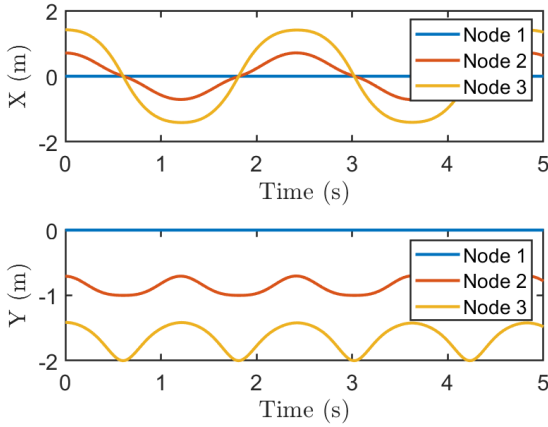 2
Node 1
Node 2
Node 3
X (m)
0
-2
0 1 2 3 4 5
Time (s)
0
Node 1
Node 2
Node 3
Y (m)
-1
-2
0 1 2 3 4 5
Time (s)